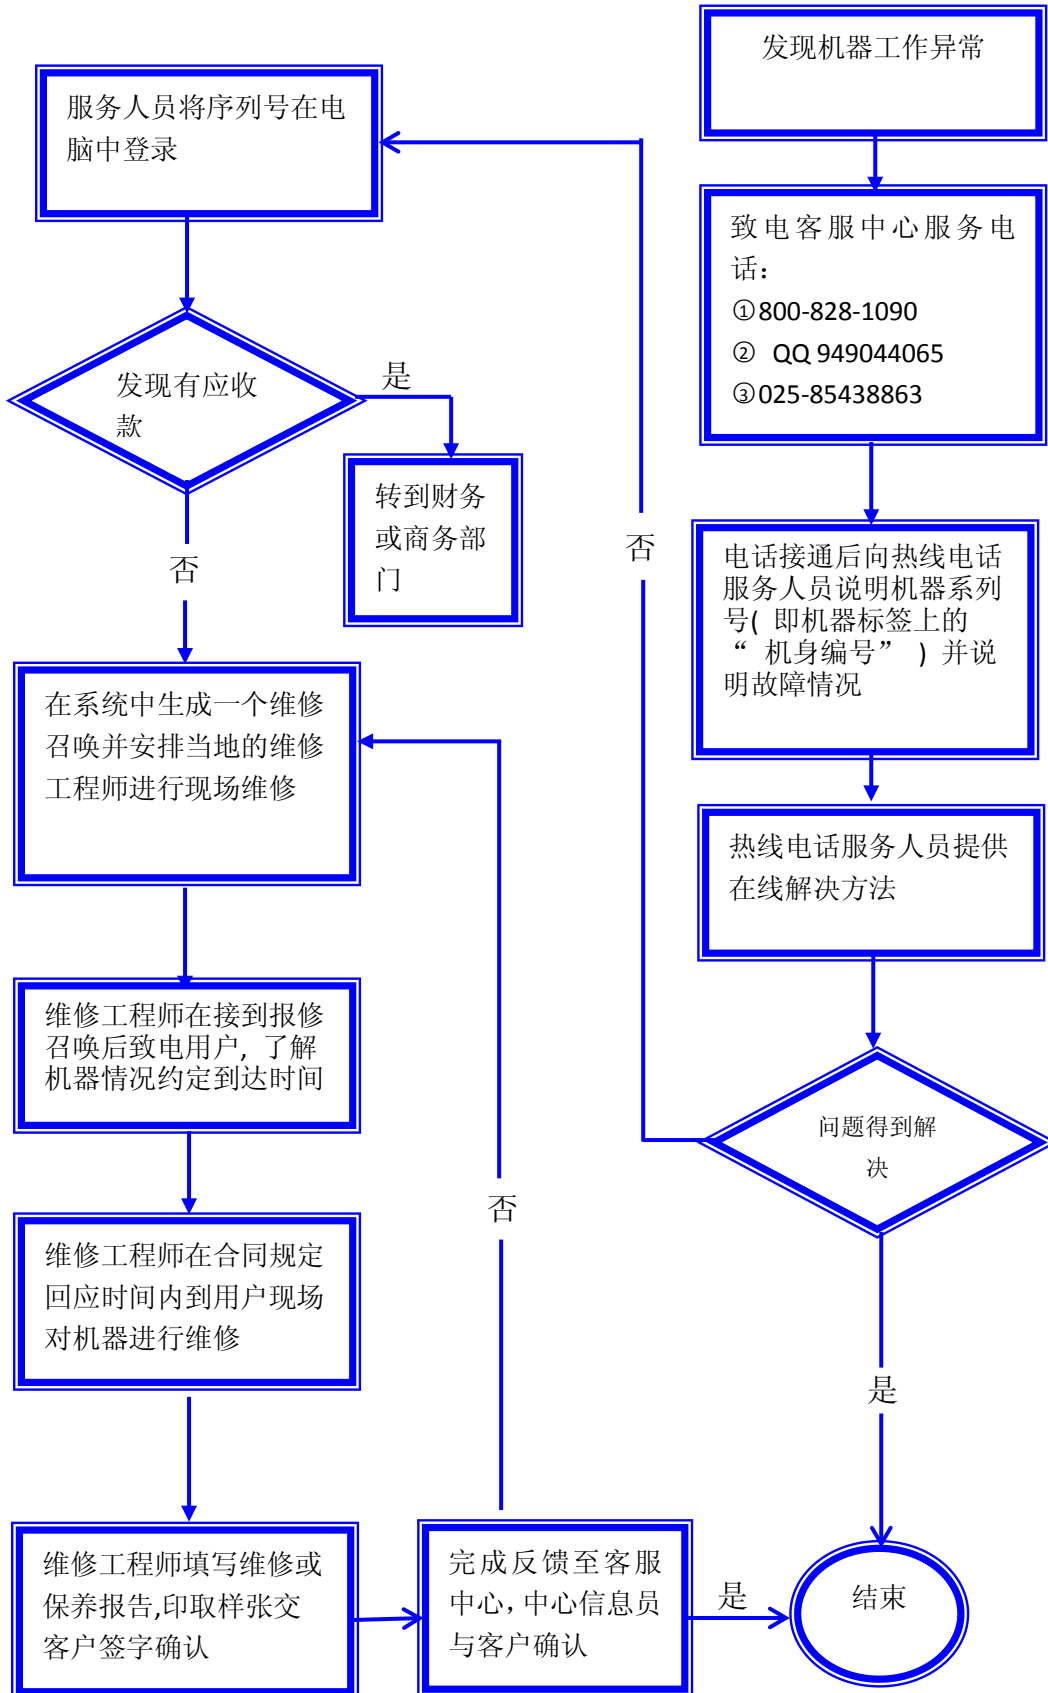 发现机器工作异常
致电客服中心服务电
话：
①800-828-1090
② QQ 949044065
③025-85438863
电话接通后向热线电话
服务人员说明机器系列
号( 即机器标签上的
“ 机身编号” ) 并说
明故障情况
热线电话服务人员提供
在线解决方法
问题得到解
决
是
结束
否
服务人员将序列号在电
脑中登录
发现有应收
款
是
转到财务
或商务部
门
否
在系统中生成一个维修
召唤并安排当地的维修
工程师进行现场维修
维修工程师在接到报修
召唤后致电用户, 了解
机器情况约定到达时间
维修工程师在合同规定
回应时间内到用户现场
对机器进行维修
维修工程师填写维修或
保养报告,印取样张交
客户签字确认
完成反馈至客服
中心，中心信息员
与客户确认
否
是